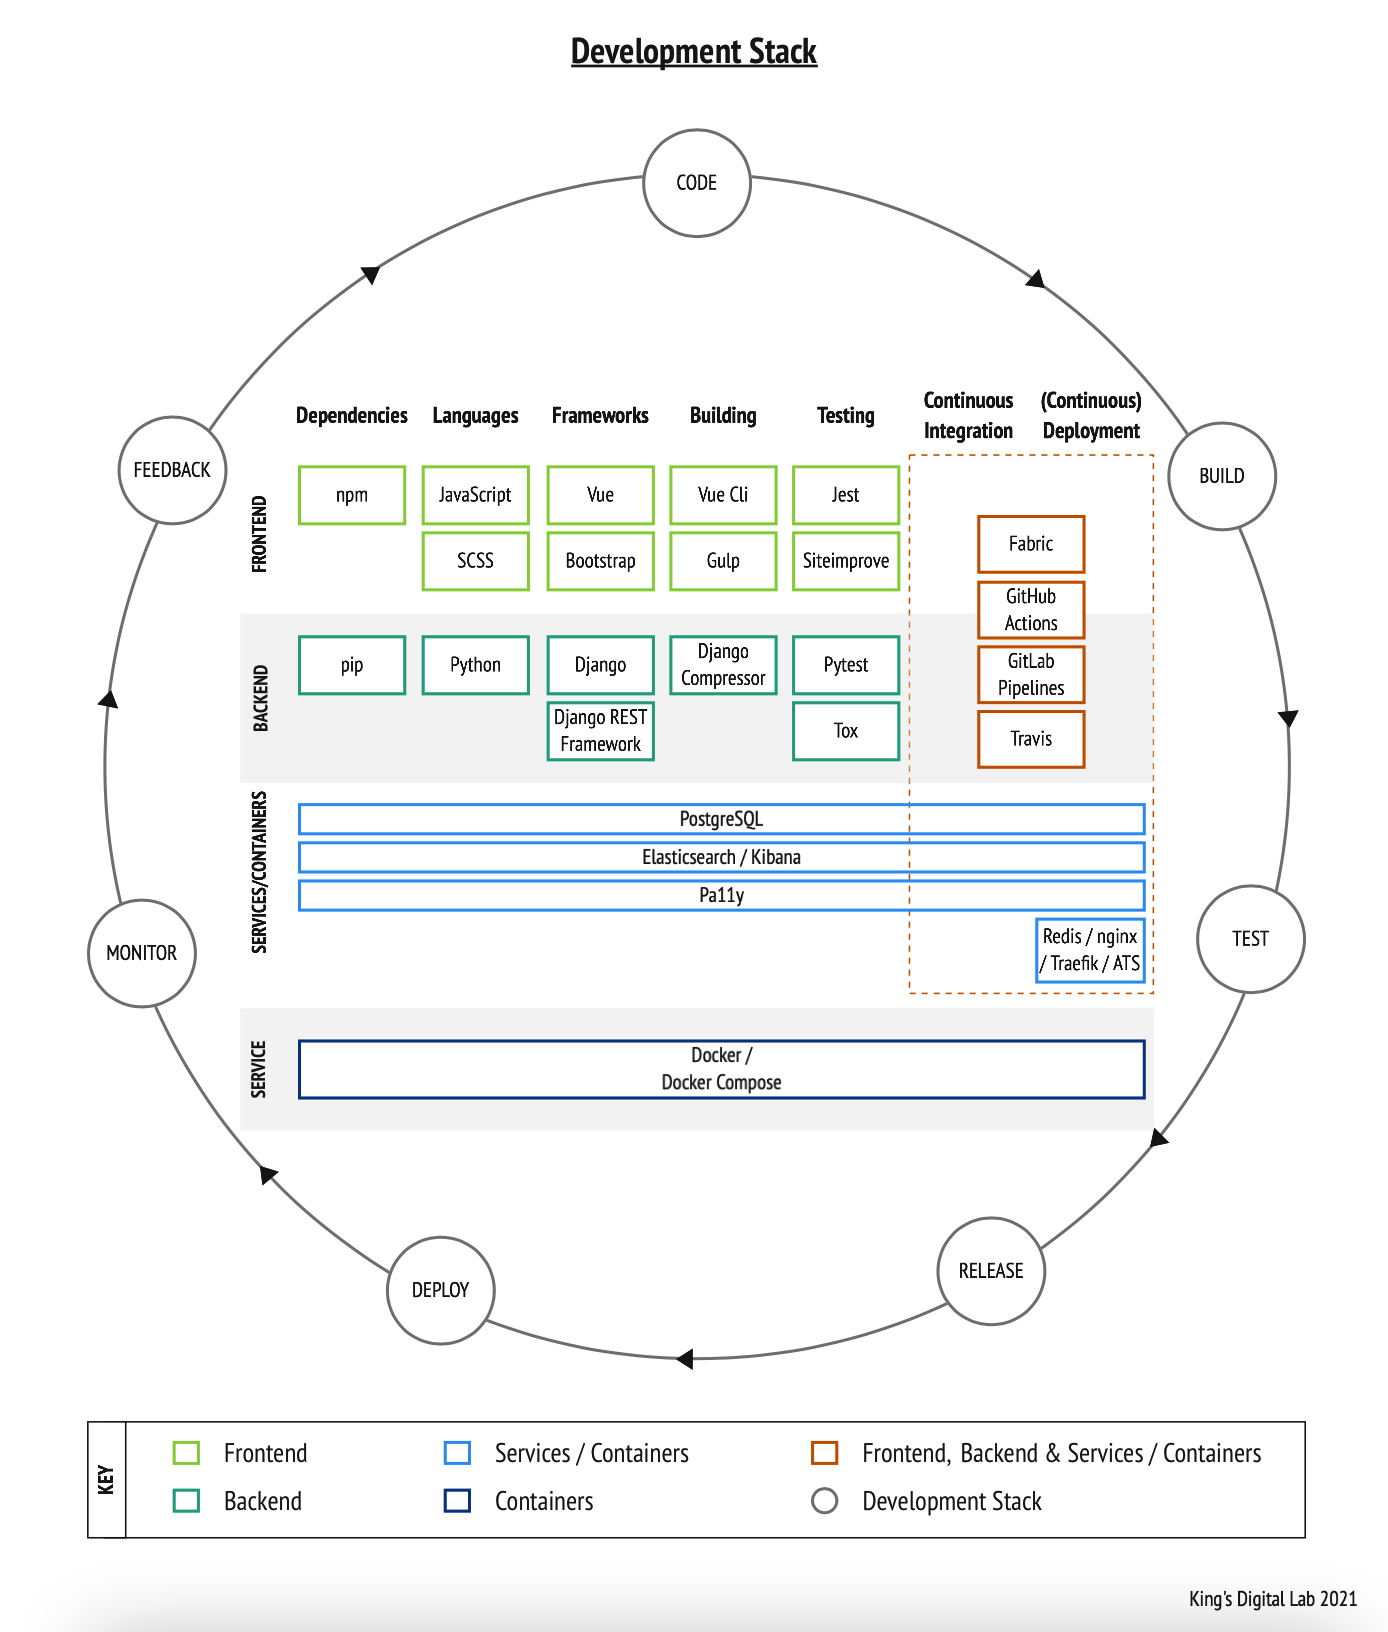 Development Stack
CODE
FEEDBACK
BUILD
Dependencies
Languages
Frameworks
Building
Testing
Continuous
Integration
(Continuous)
Deployment
FRONTEND
npm
JavaScript
Vue
Vue Cli
Jest
SCSS
Bootstrap
Gulp
Siteimprove
Fabric
GitHub
Actions
GitLab
Pipelines
Travis
BACKEND
pip
Python
Django
Django
Compressor
Pytest
Django REST
Framework
Tox
SERVICES/CONTAINERS
PostgreSQL
Elasticsearch / Kibana
Pa11y
Redis / nginx
/ Traefik / ATS
MONITOR
TEST
SERVICE
Docker /
Docker Compose
DEPLOY
RELEASE
KEY
Frontend
Services / Containers
Frontend, Backend & Services / Containers
Backend
Containers
Development Stack
King's Digital Lab 2021